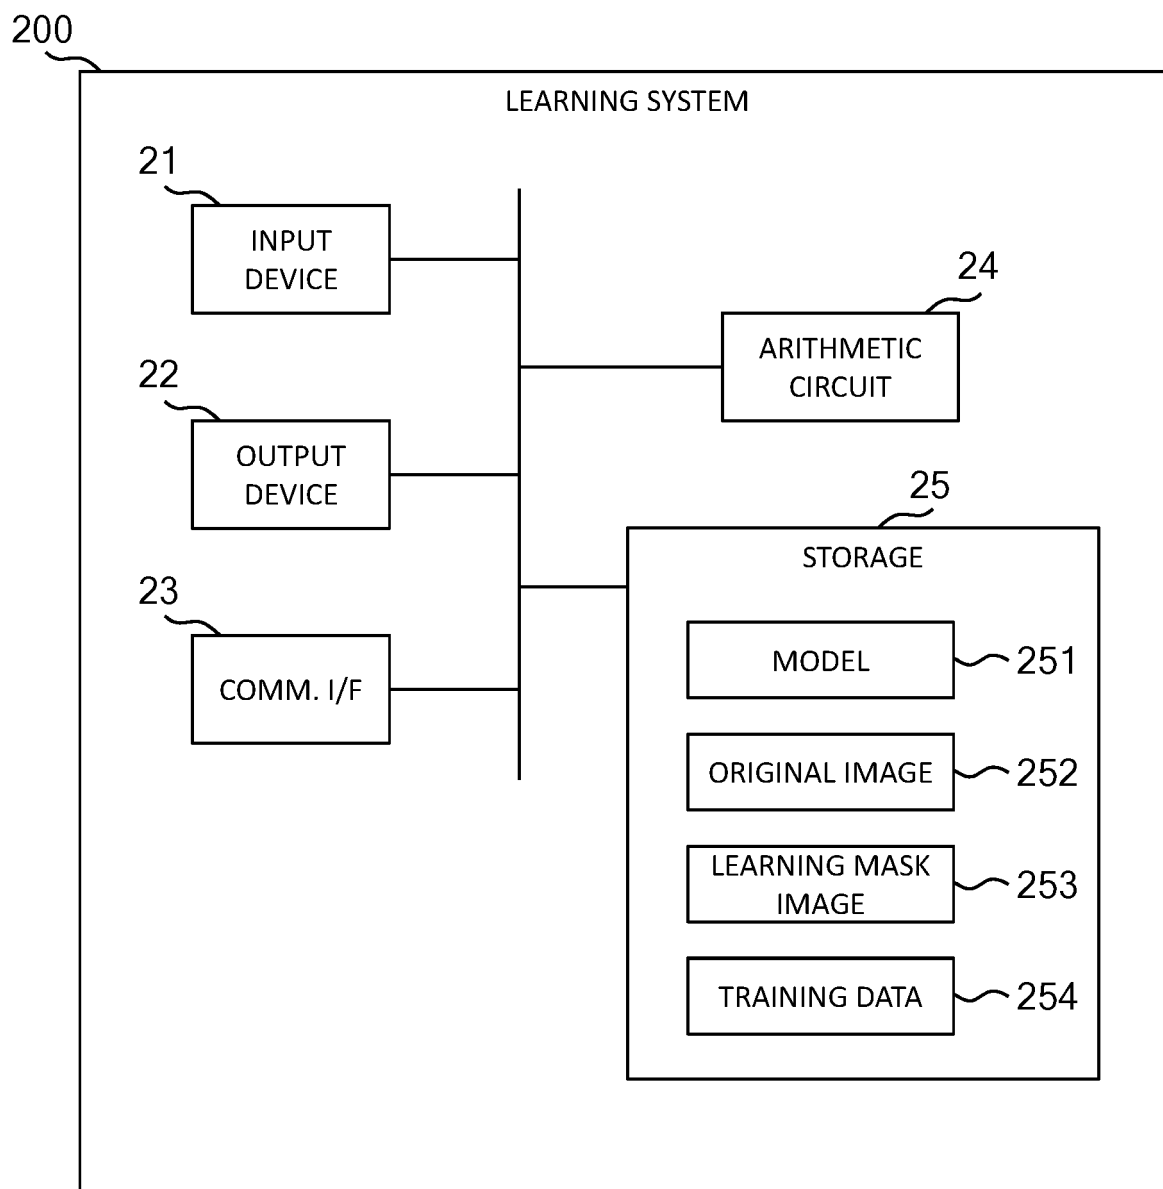 200
LEARNING SYSTEM
21
INPUT
DEVICE
24
ARITHMETIC
CIRCUIT
22
OUTPUT
DEVICE
25
STORAGE
23
COMM. I/F
MODEL
251
ORIGINAL IMAGE
252
LEARNING MASK
IMAGE
253
TRAINING DATA
254